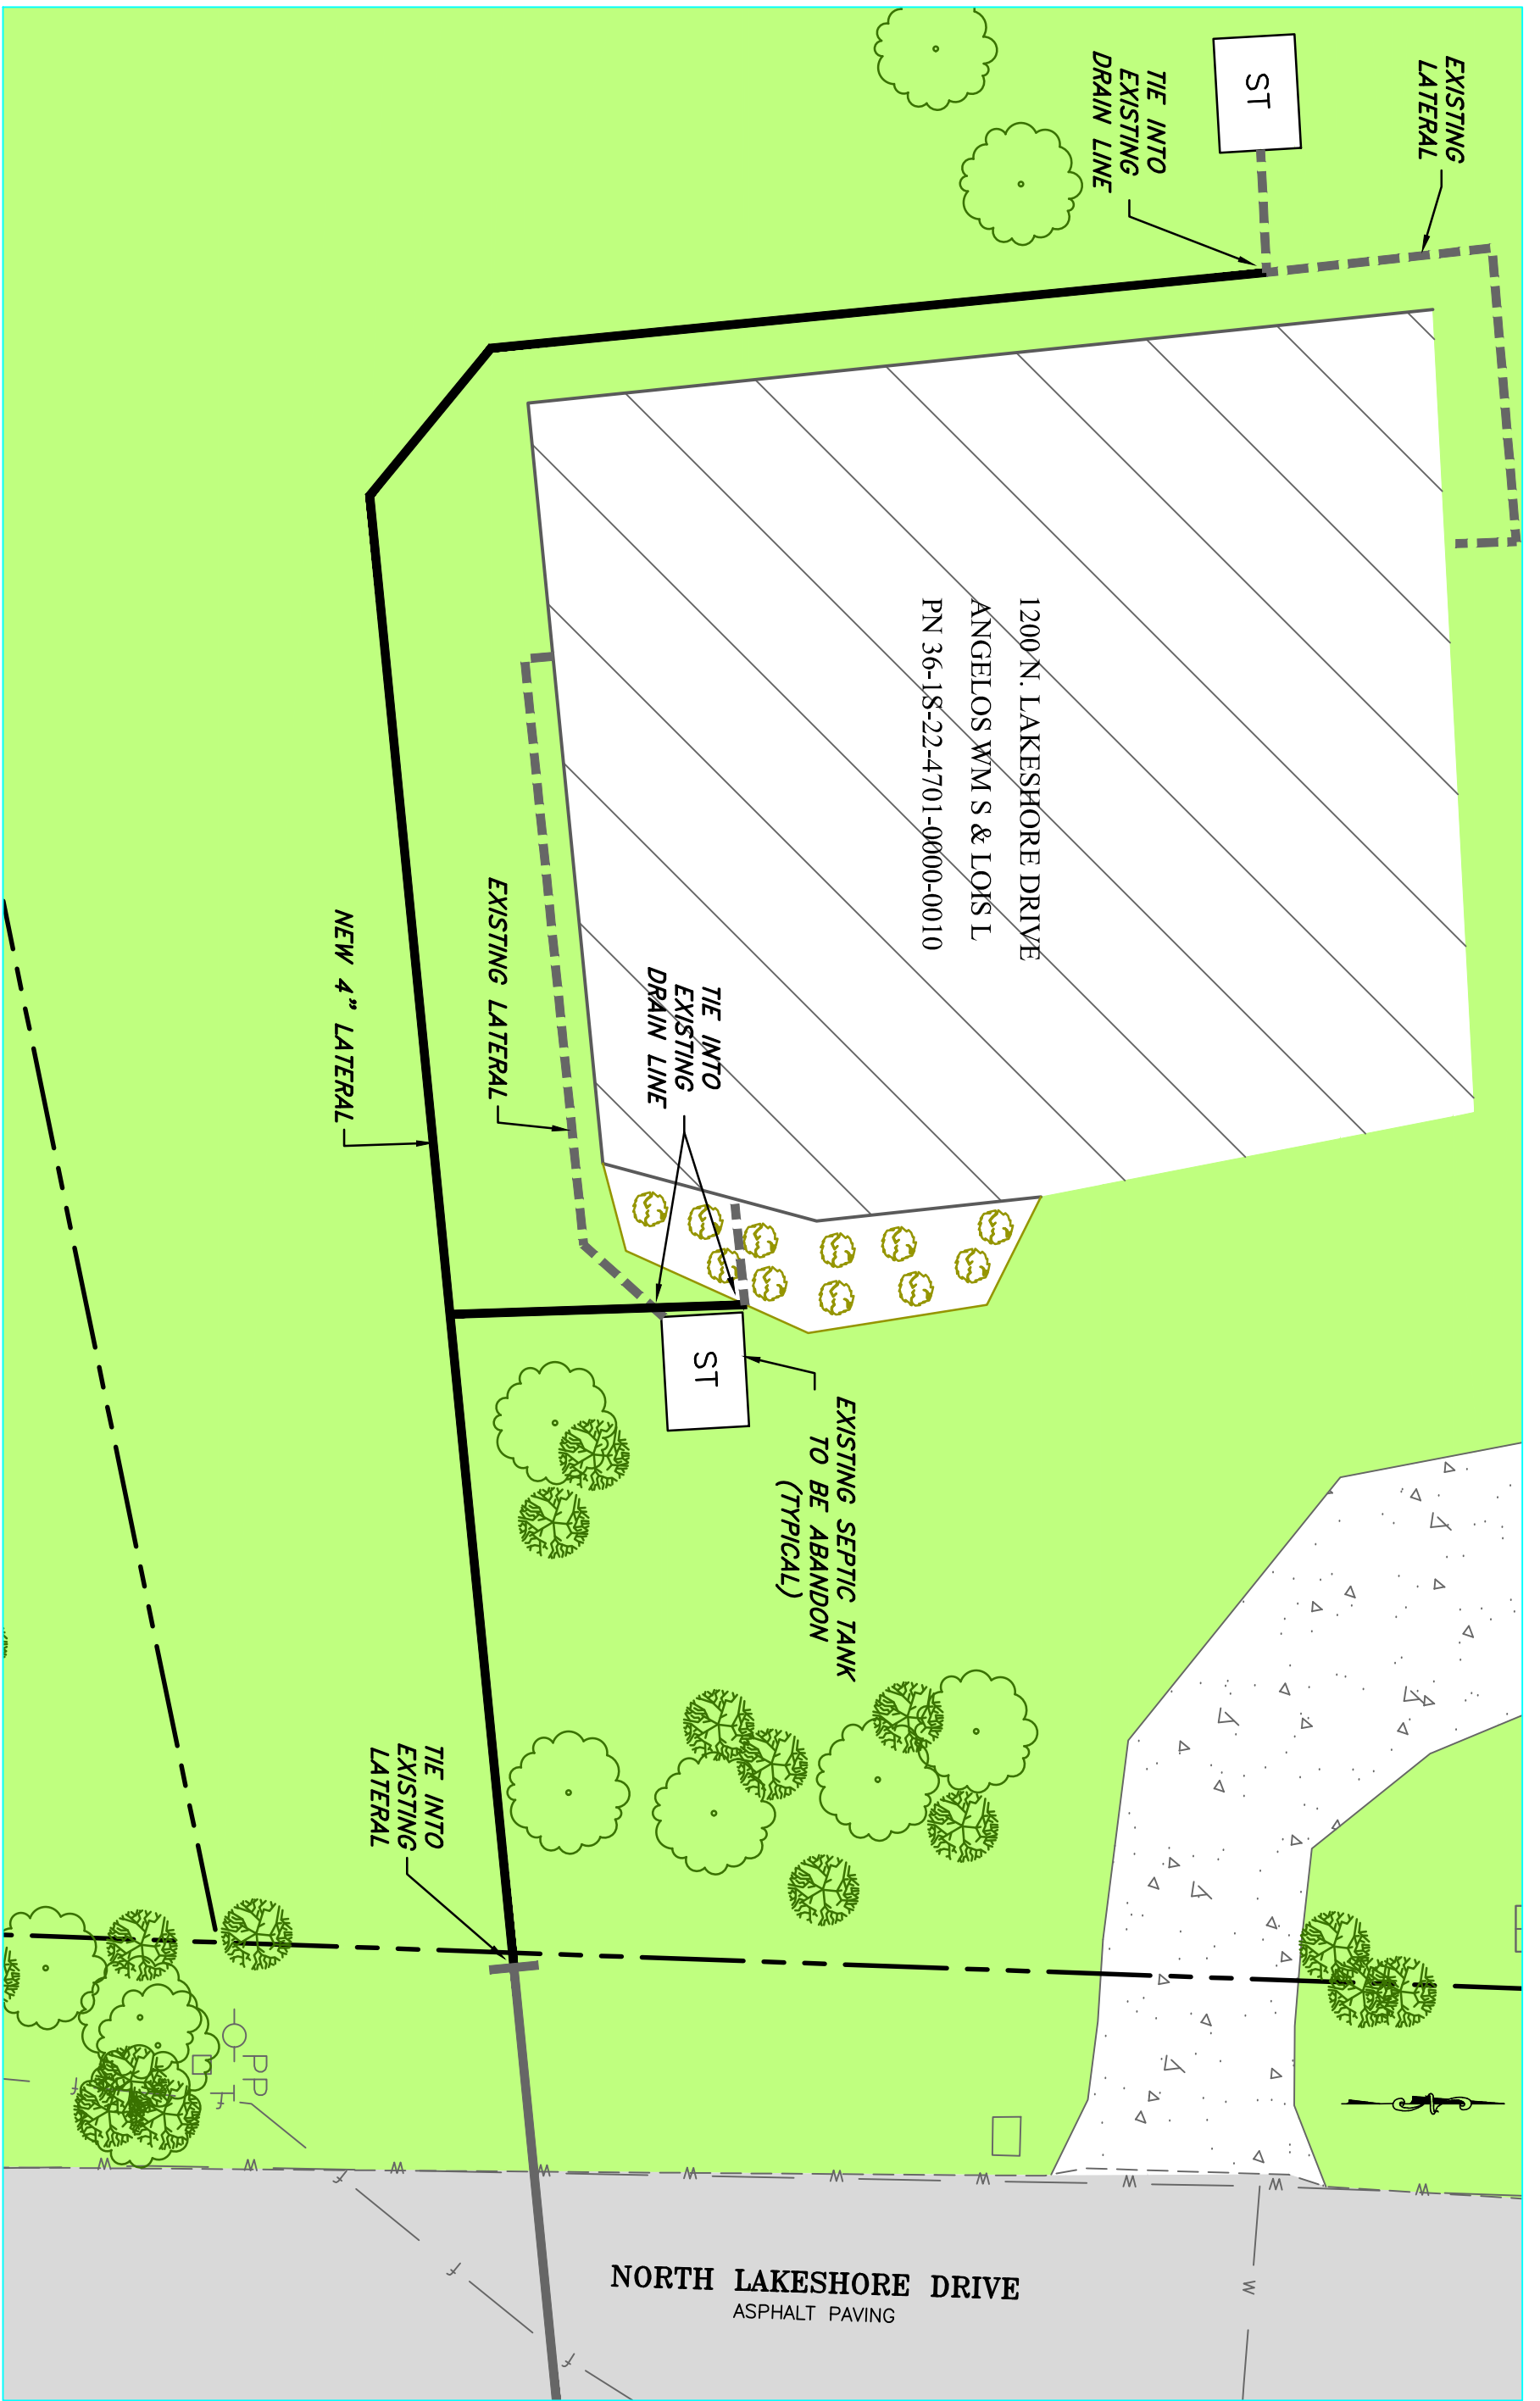 EXISTING
LATERAL
ST
TIE INTO
EXISTING
DRAIN LINE
1200 N. LAKESHORE DRIVE
ANGELOS WM S & LOIS L
PN 36-18-22-4701-0000-0010
TIE INTO
EXISTING
DRAIN LINE
EXISTING LATERAL
NEW 4" LATERAL
ST
EXISTING SEPTIC TANK
TO BE ABANDON
(TYPICAL)
TIE INTO
EXISTING
LATERAL
PP
T
W
W
W
W
W
W
W
W
W
W
W
NORTH LAKESHORE DRIVE
ASPHALT PAVING